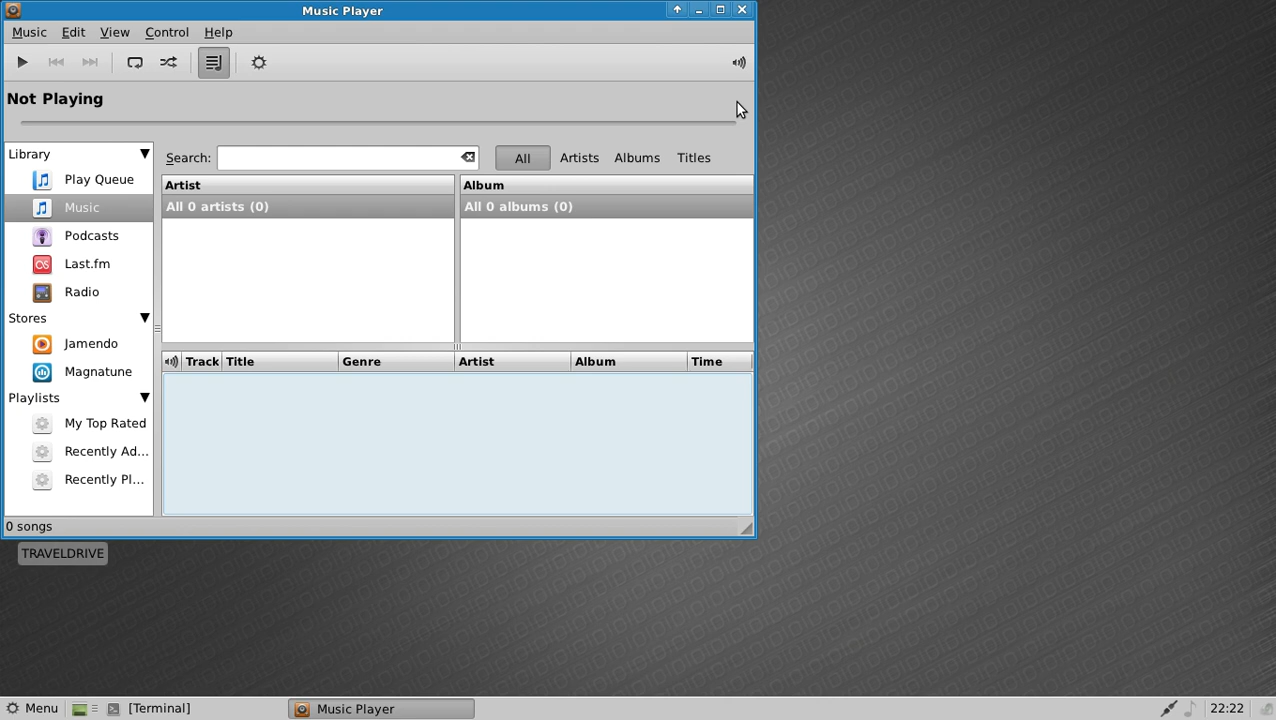 Music Player
Music Edit View Control Help
Not Playing
Library
Play Queue
Music
Podcasts
Last.fm
Radio
Stores
Jamendo
Magnatune
Playlists
My Top Rated
Recently Ad...
Recently Pl...
Search: All Artists Albums Titles
Artist Album
All 0 artists (0) All 0 albums (0)
Track Title Genre Artist Album Time
0 songs
TRAVELDRIVE
Menu [Terminal] Music Player 22:22